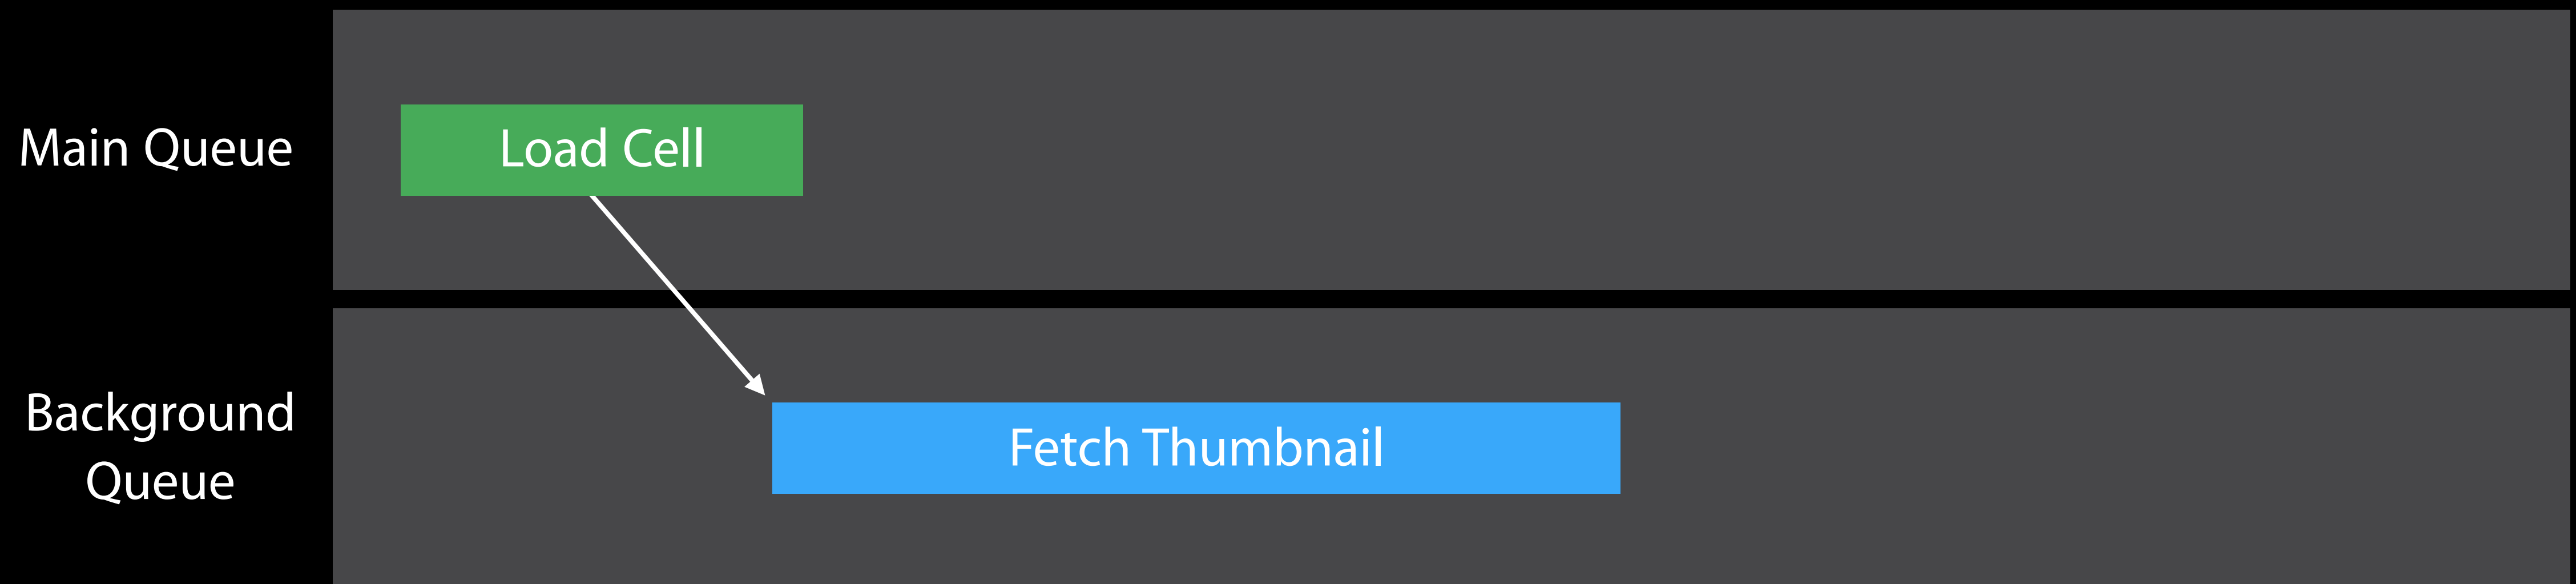 Main Queue
Load Cell
Background
Queue
Fetch Thumbnail